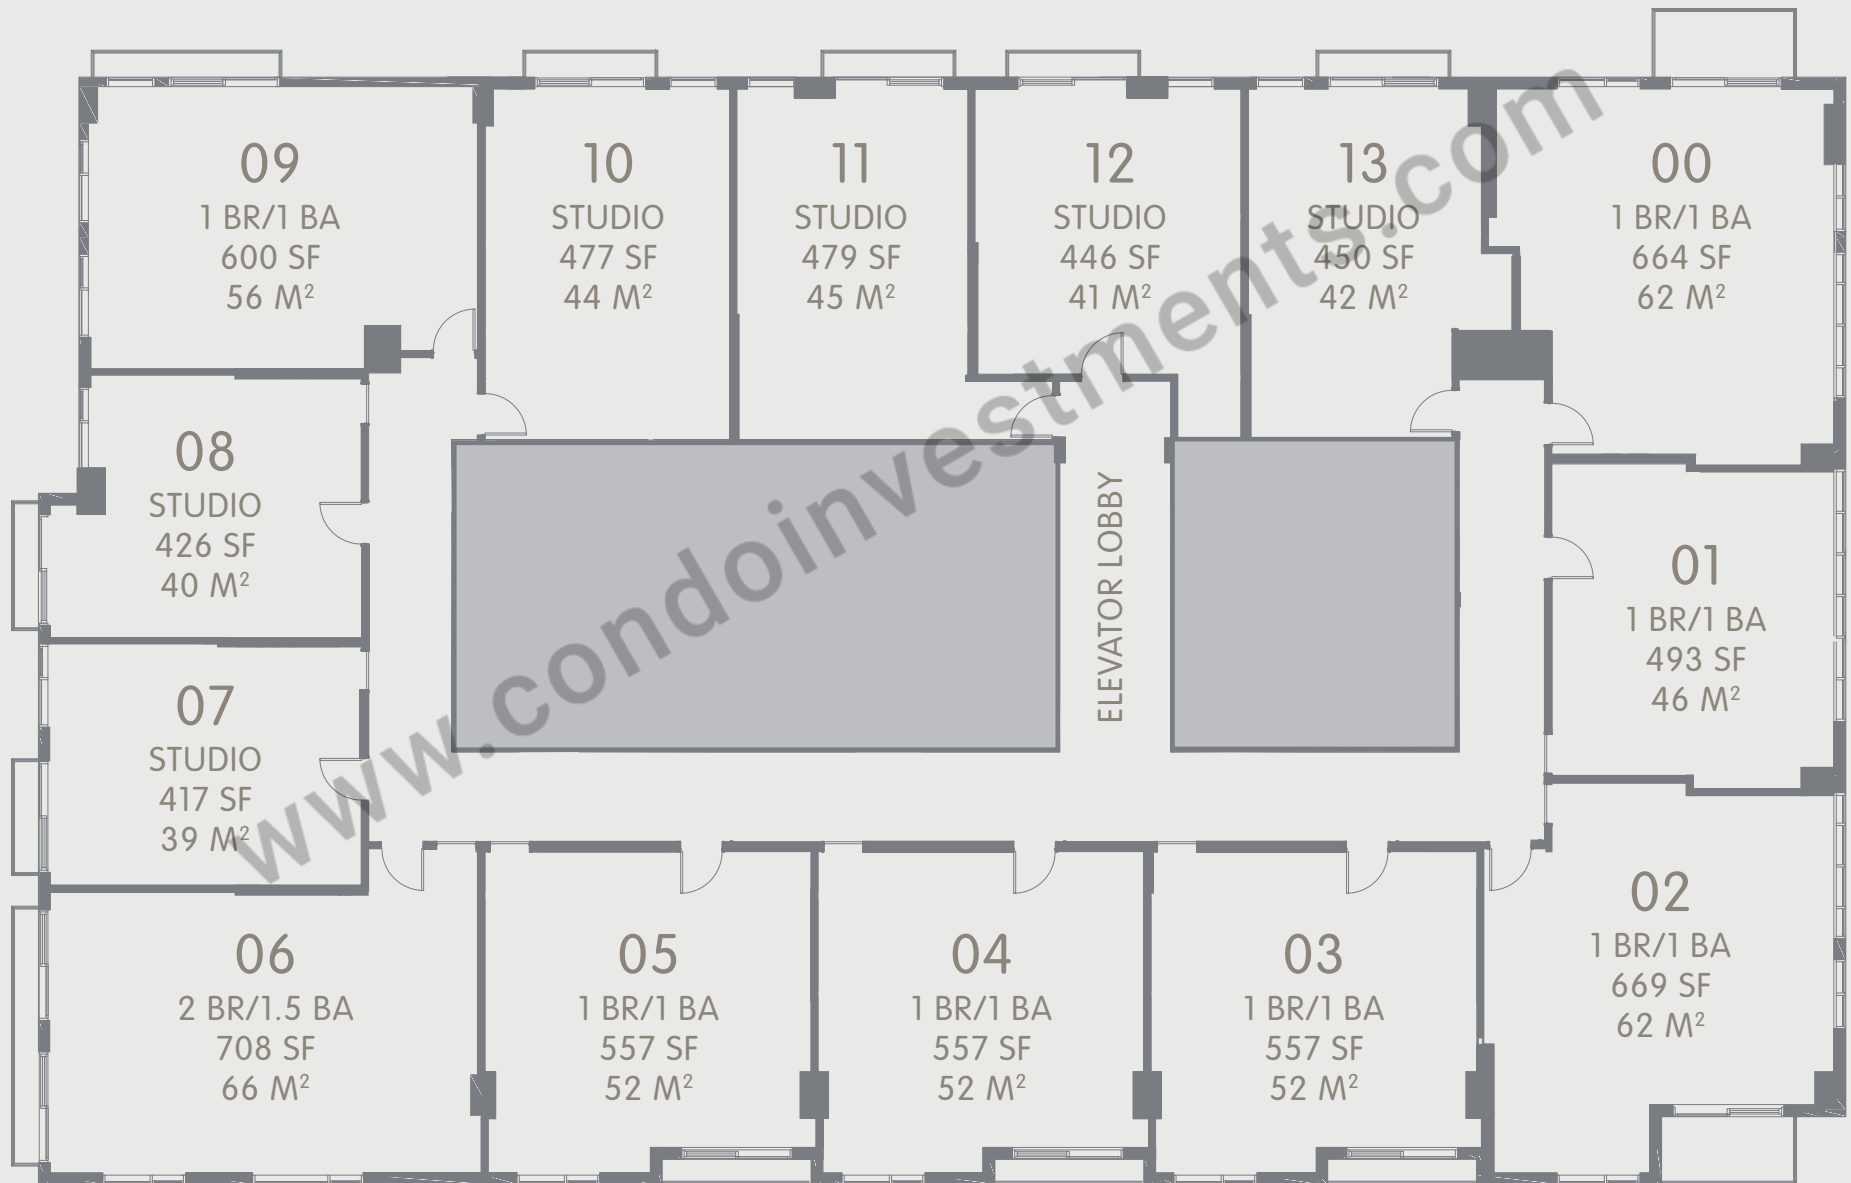 09
1 BR/1 BA
600 SF
56 M²
10
STUDIO
477 SF
44 M²
11
STUDIO
479 SF
45 M²
12
STUDIO
446 SF
41 M²
13
STUDIO
450 SF
42 M²
00
1 BR/1 BA
664 SF
62 M²
08
STUDIO
426 SF
40 M²
ELEVATOR LOBBY
01
1 BR/1 BA
493 SF
46 M²
07
STUDIO
417 SF
39 M²
02
1 BR/1 BA
669 SF
62 M²
06
2 BR/1.5 BA
708 SF
66 M²
05
1 BR/1 BA
557 SF
52 M²
04
1 BR/1 BA
557 SF
52 M²
03
1 BR/1 BA
557 SF
52 M²
www.condoinvestments.com